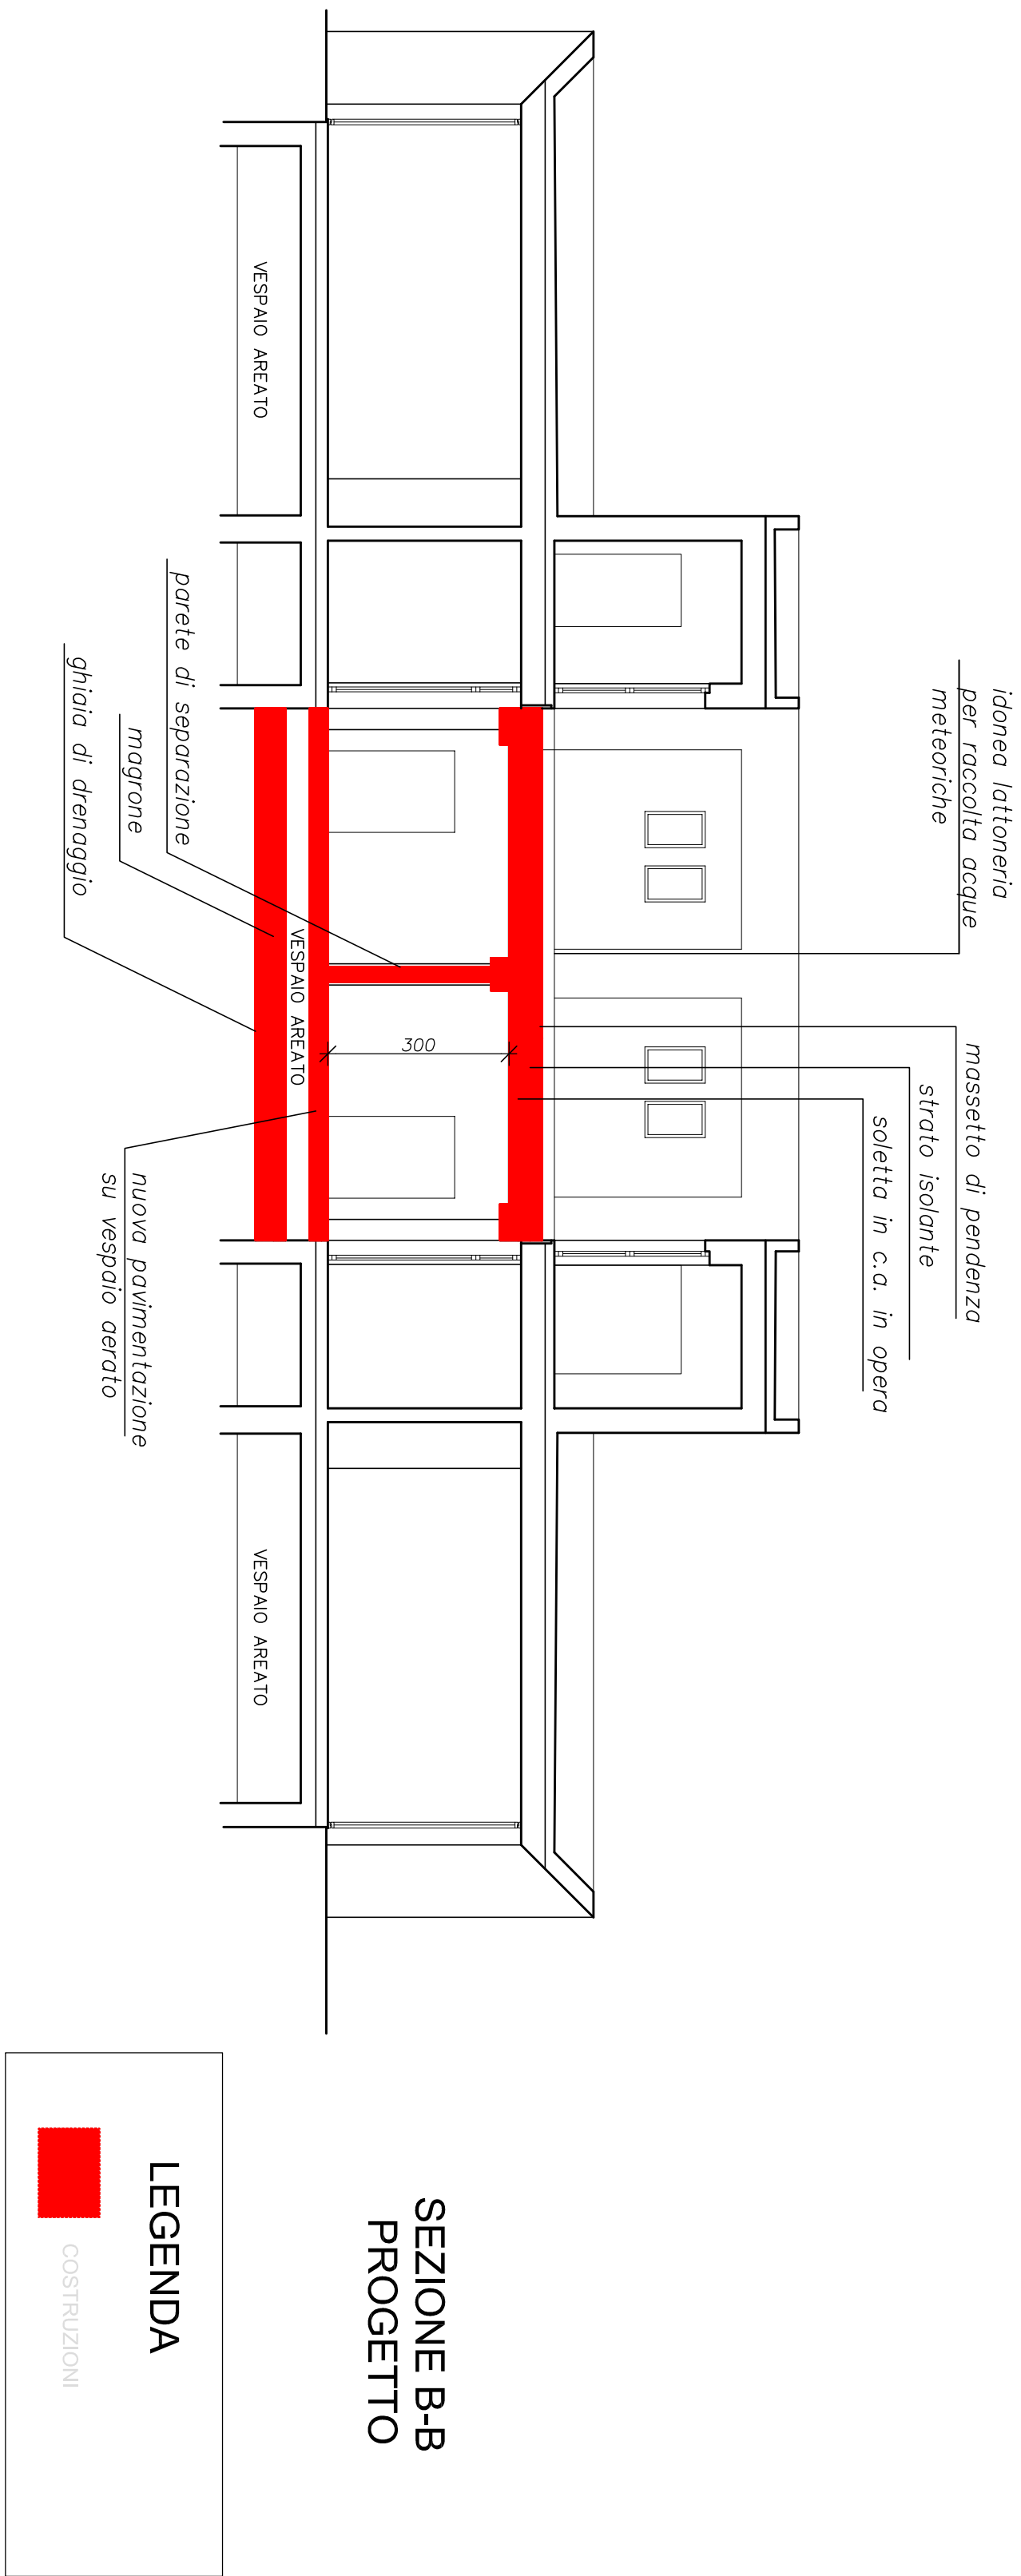 idonea lattoneria
per raccolta acque
meteoriche
massetto di pendenza
strato isolante
soletta in c.a. in opera
300
VESPAIO AREATO
VESPAIO AREATO
VESPAIO AREATO
parete di separazione
magrone
ghiaia di drenaggio
nuova pavimentazione
su vespaio aerato
SEZIONE B-B
PROGETTO
LEGENDA
COSTRUZIONI